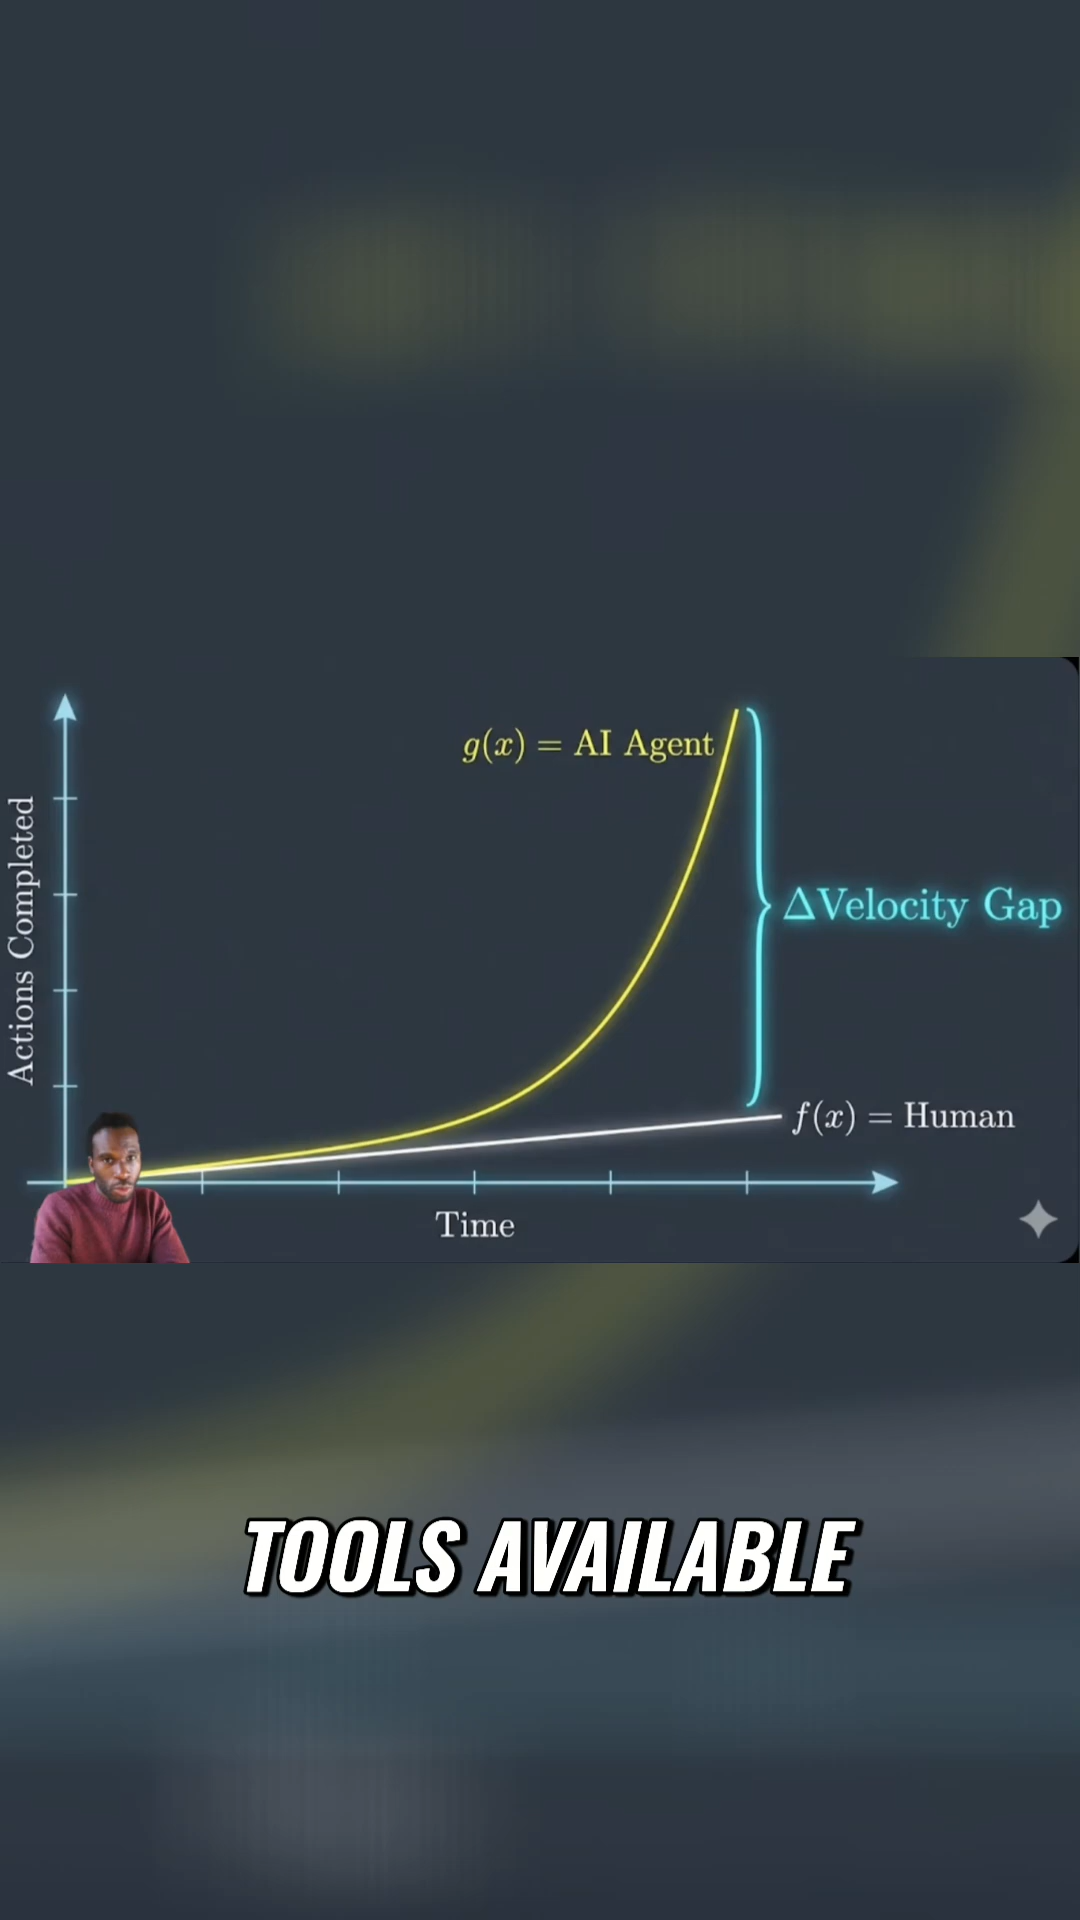 g(x) = AI Agent
Actions Completed
ΔVelocity Gap
f(x) = Human
Time
TOOLS AVAILABLE